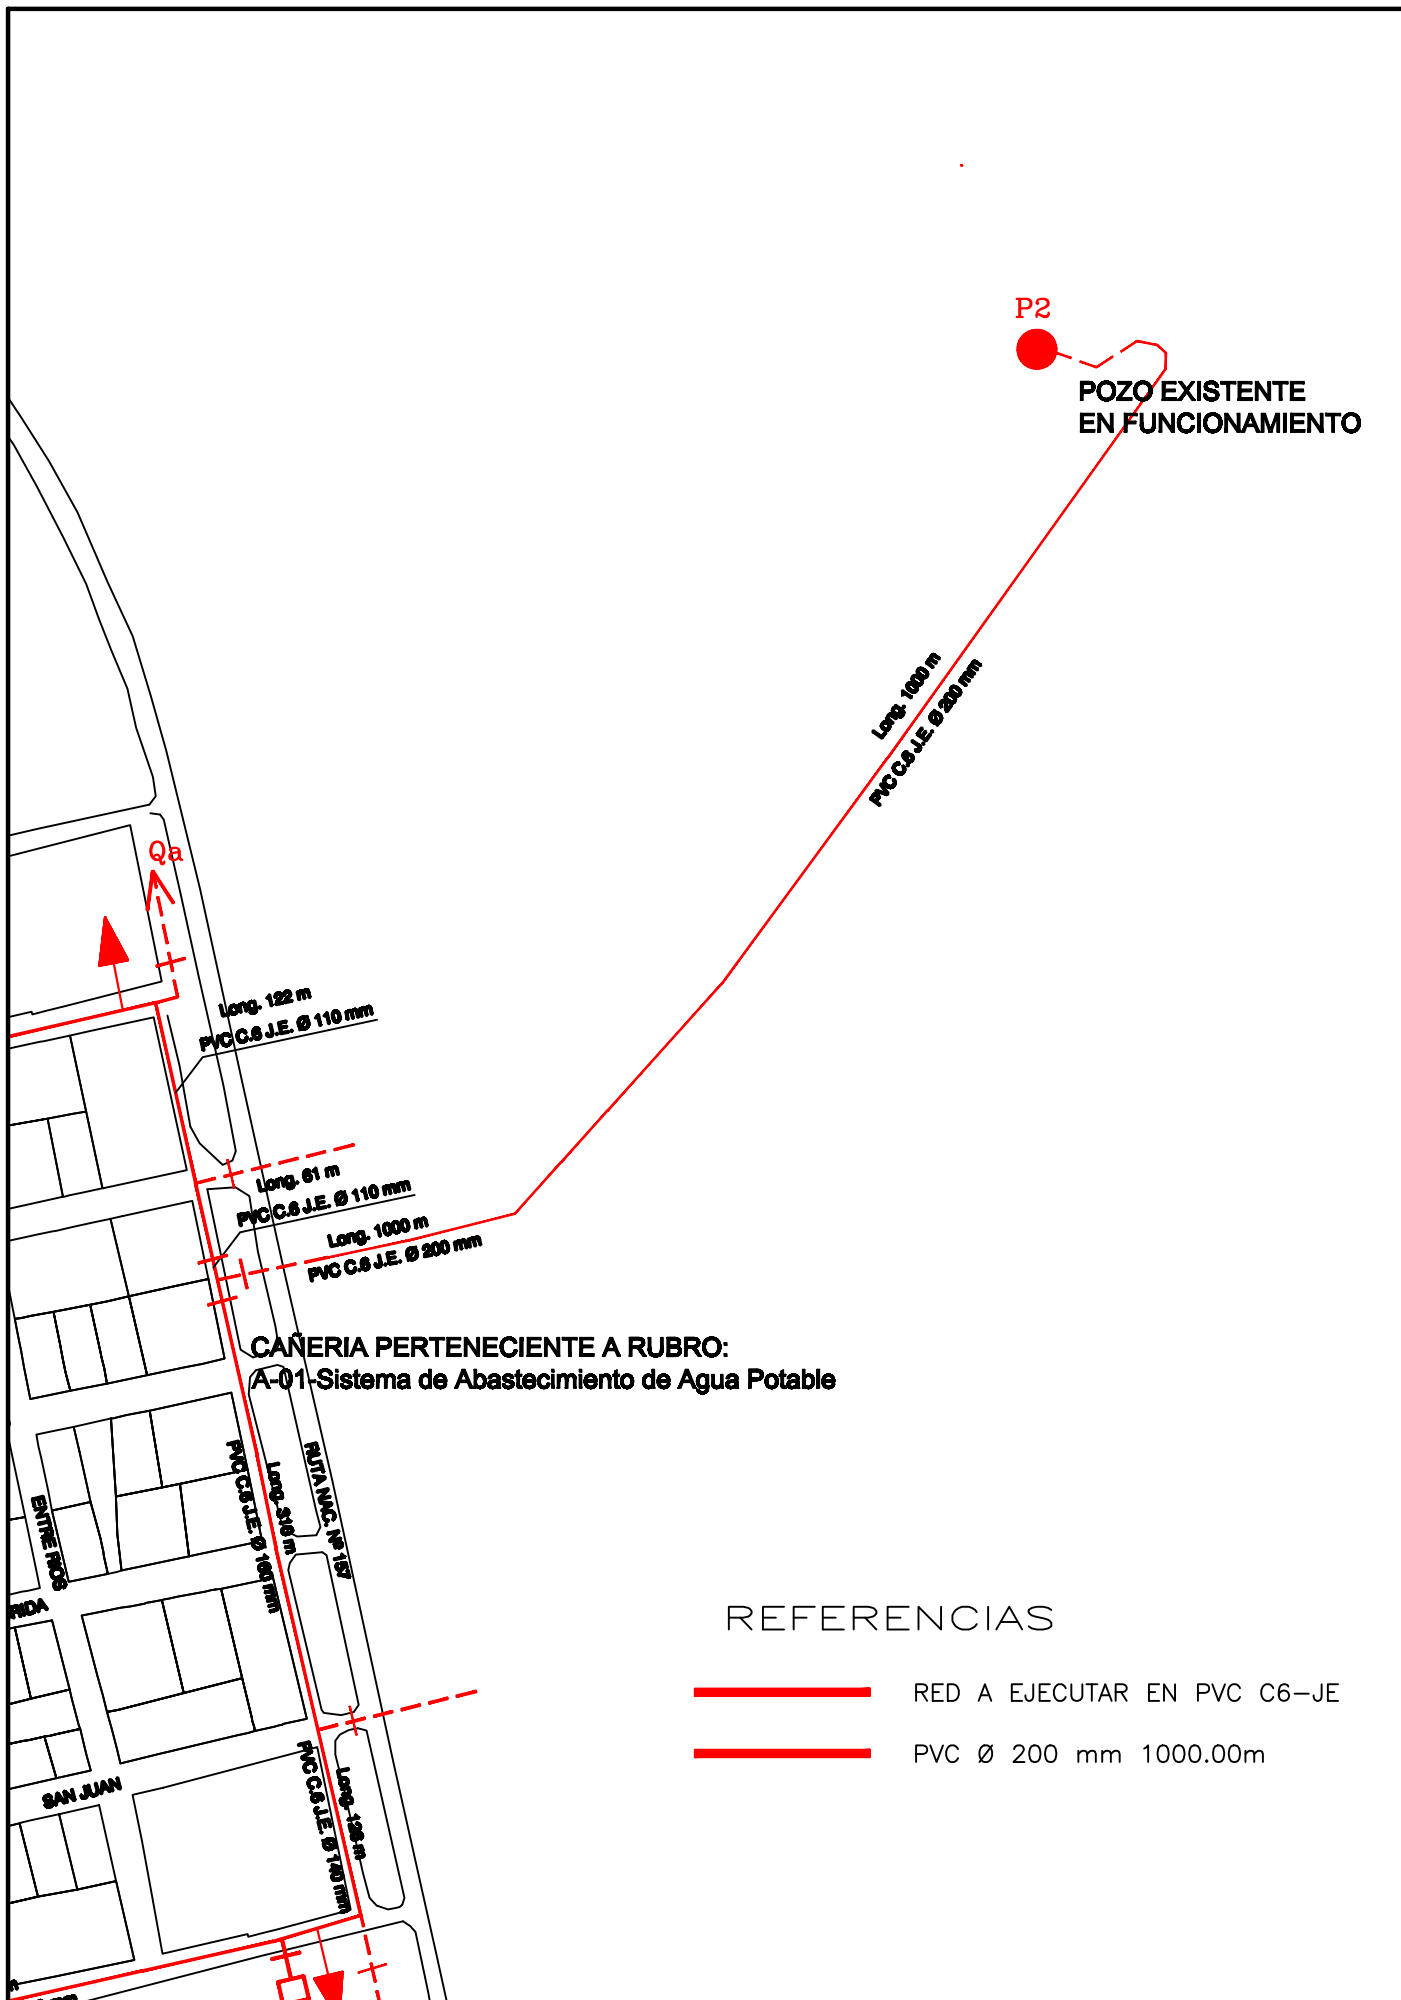 P2
POZO EXISTENTE
EN FUNCIONAMIENTO
Long. 1000 m
PVC C.6 J.E. Ø 200 mm
Qa
Long. 122 m
PVC C.6 J.E. Ø 110 mm
Long. 61 m
PVC C.6 J.E. Ø 110 mm
Long. 1000 m
PVC C.6 J.E. Ø 200 mm
CAÑERIA PERTENECIENTE A RUBRO:
A-01-Sistema de Abastecimiento de Agua Potable
PVC C.6 J.E. Ø 160 mm
Long. 316 m
RUTA NAC. Nº 157
ENTRE RIOS
RIDA
REFERENCIAS
RED A EJECUTAR EN PVC C6-JE
PVC Ø 200 mm 1000.00m
SAN JUAN
PVC C.6 J.E. Ø 140 mm
Long. 126 m